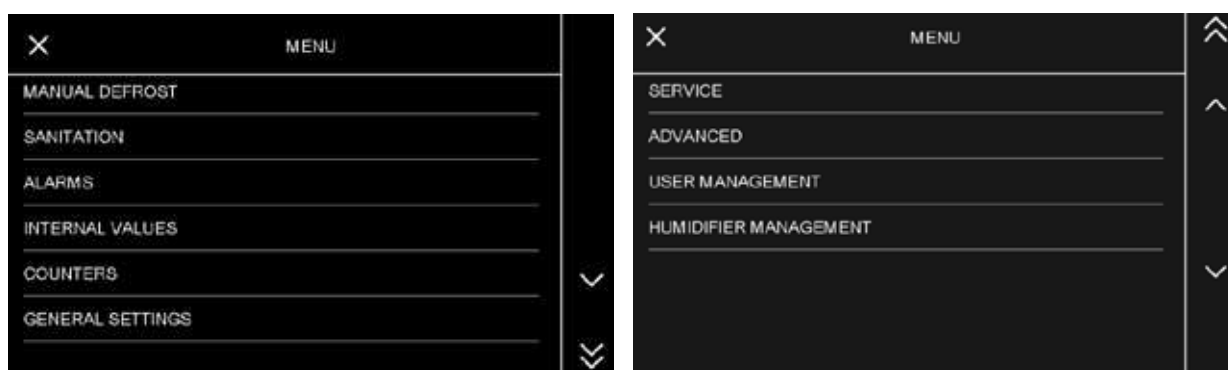 MENU
MANUAL DEFROST
SANITATION
ALARMS
INTERNAL VALUES
COUNTERS
GENERAL SETTINGS
MENU
SERVICE
ADVANCED
USER MANAGEMENT
HUMIDIFIER MANAGEMENT